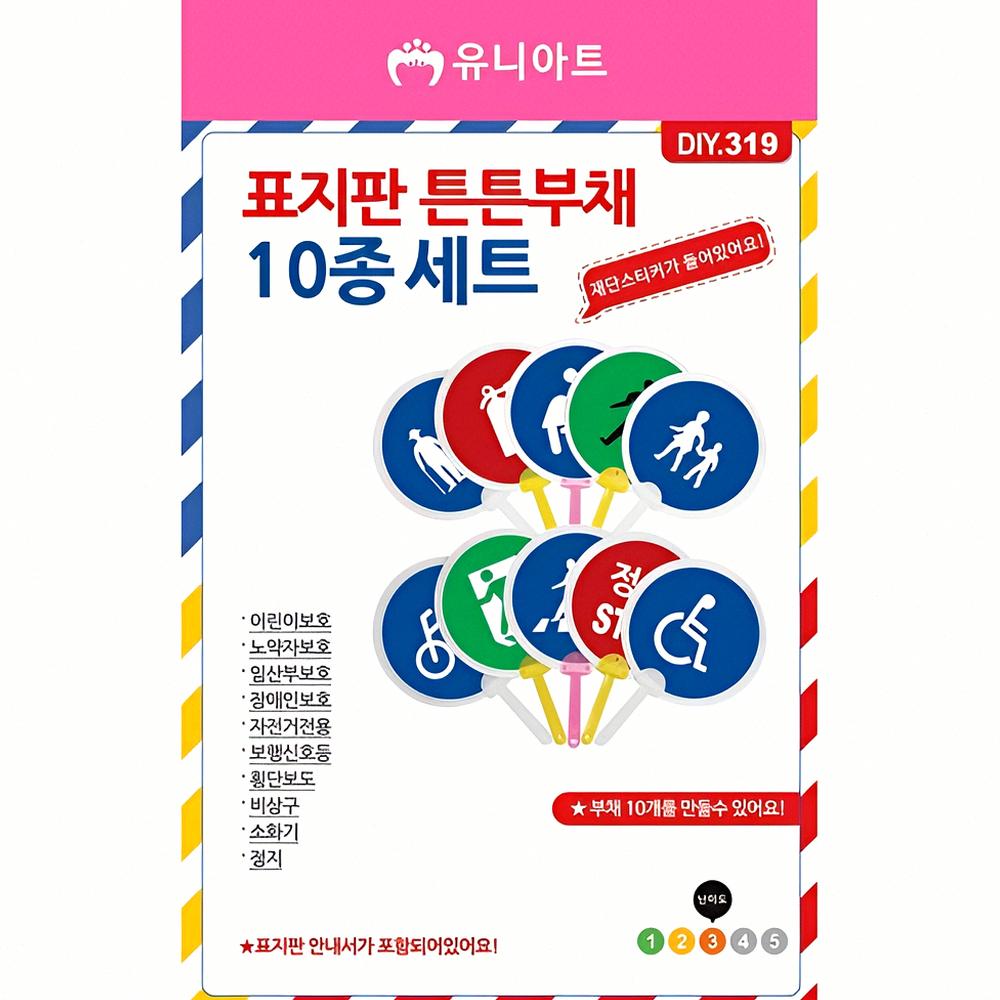 유니아트
DIY.319
표지판 튼튼부채
10종 세트
재단스티커가 들어있어요!
정
ST
· 이린이보호
· 노약자보호
· 임산부보호
· 장애인보호
· 자전거전용
· 보행신호등
· 횡단보도
· 비상구
· 소화기
· 정지
★ 부채 10개를 만들수 있어요!
난이도
1 2 3 4 5
★표지판 안내서가 포함되어있어요!